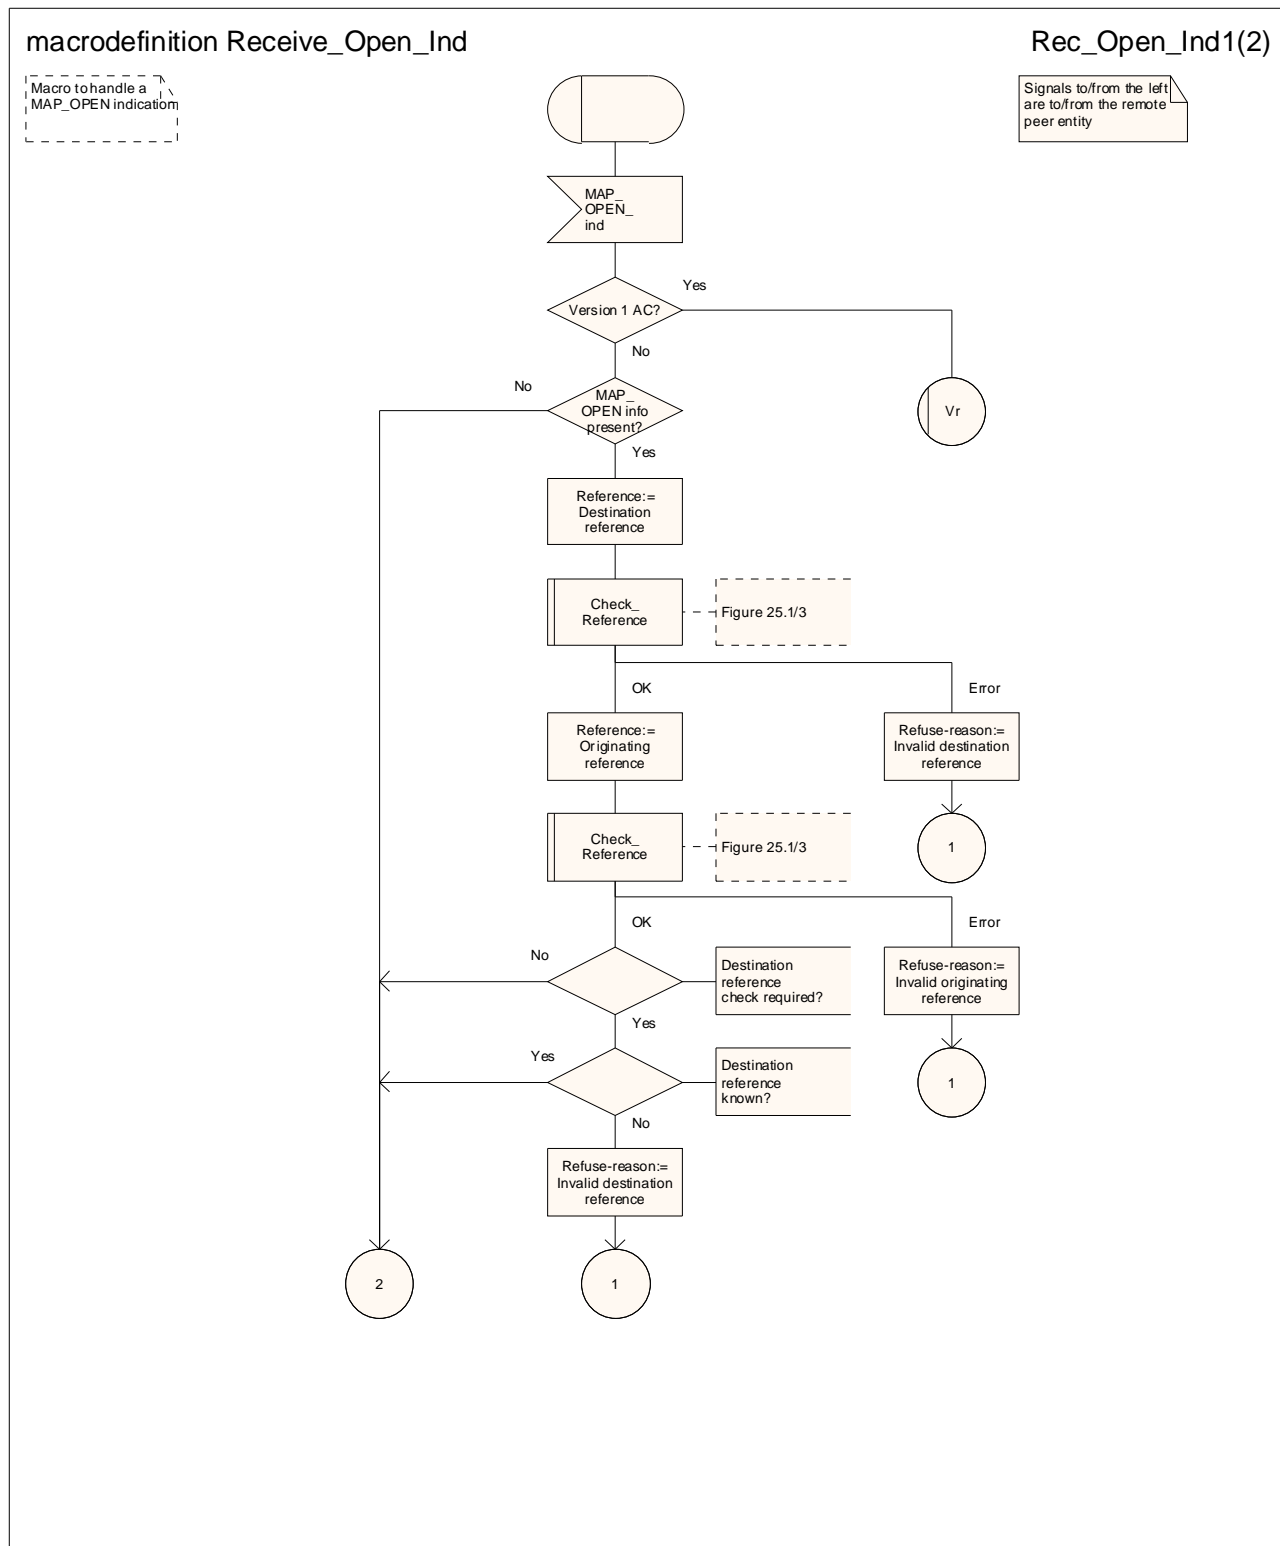 macrodefinition Receive_Open_Ind
Rec_Open_Ind1(2)
Macro to handle a
MAP_OPEN indication
Signals to/from the left
are to/from the remote
peer entity
MAP_
OPEN_
ind
Yes
Version 1 AC?
No
No
MAP_
OPEN info
present?
Vr
Yes
Reference:=
Destination
reference
Check_
Reference
Figure 25.1/3
OK
Error
Reference:=
Originating
reference
Refuse-reason:=
Invalid destination
reference
Check_
Reference
Figure 25.1/3
1
OK
Error
No
Destination
reference
check required?
Refuse-reason:=
Invalid originating
reference
Yes
Yes
Destination
reference
known?
1
No
Refuse-reason:=
Invalid destination
reference
2
1